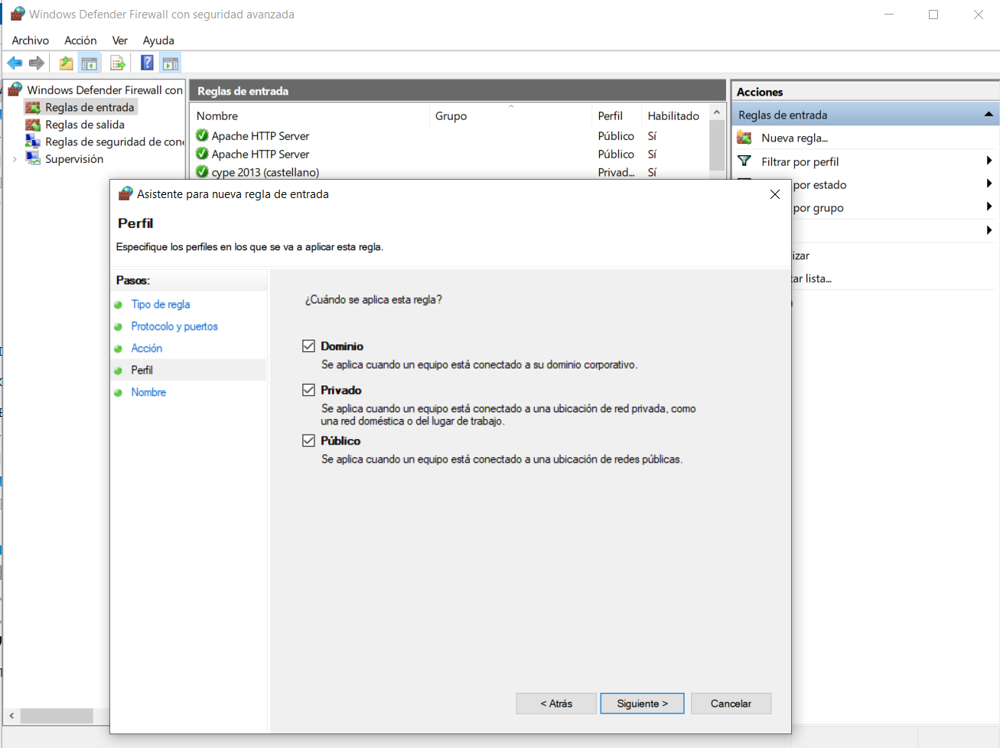 Windows Defender Firewall con seguridad avanzada
Archivo Acción Ver Ayuda
Windows Defender Firewall con
Reglas de entrada
Reglas de salida
Reglas de seguridad de cone
Supervisión
Reglas de entrada
Nombre Grupo Perfil Habilitado
Apache HTTP Server Público Sí
Apache HTTP Server Público Sí
cype 2013 (castellano) Privad... Sí
Acciones
Reglas de entrada
Nueva regla...
Filtrar por perfil
por estado
por grupo
izar
tar lista...
Asistente para nueva regla de entrada
Perfil
Especifique los perfiles en los que se va a aplicar esta regla.
Pasos:
Tipo de regla
Protocolo y puertos
Acción
Perfil
Nombre
¿Cuándo se aplica esta regla?
Dominio
Se aplica cuando un equipo está conectado a su dominio corporativo.
Privado
Se aplica cuando un equipo está conectado a una ubicación de red privada, como
una red doméstica o del lugar de trabajo.
Público
Se aplica cuando un equipo está conectado a una ubicación de redes públicas.
< Atrás Siguiente > Cancelar